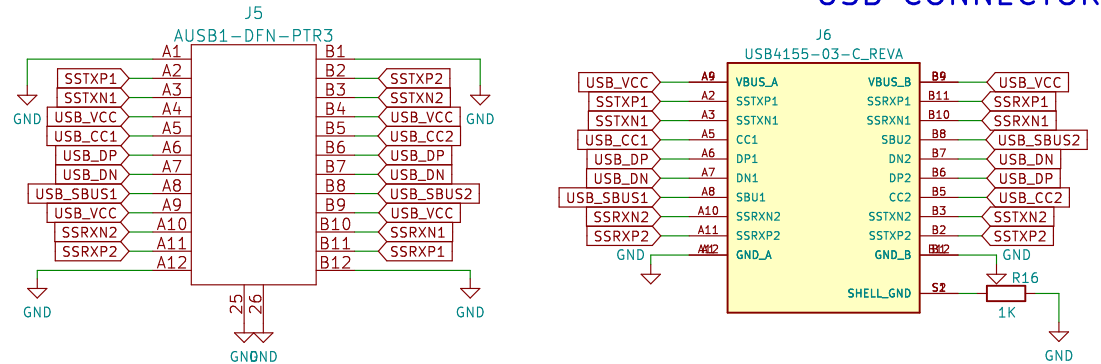 USB CONNECTOR
J5
AUSB1-DFN-PTR3
A1 B1
SSTXP1 A2 B2 SSTXP2
SSTXN1 A3 B3 SSTXN2
GND USB_VCC A4 B4 USB_VCC GND
USB_CC1 A5 B5 USB_CC2
USB_DP A6 B6 USB_DP
USB_DN A7 B7 USB_DN
USB_SBUS1 A8 B8 USB_SBUS2
USB_VCC A9 B9 USB_VCC
SSRXN2 A10 B10 SSRXN1
SSRXP2 A11 B11 SSRXP1
A12 B12
GND 25 26 GND
GND GND
J6
USB4155-03-C_REVA
USB_VCC A9 VBUS_A VBUS_B B9 USB_VCC
SSTXP1 A2 SSTXP1 SSRXP1 B11 SSRXP1
SSTXN1 A3 SSTXN1 SSRXN1 B10 SSRXN1
USB_CC1 A5 CC1 SBU2 B8 USB_SBUS2
USB_DP A6 DP1 DN2 B7 USB_DN
USB_DN A7 DN1 DP2 B6 USB_DP
USB_SBUS1 A8 SBU1 CC2 B5 USB_CC2
SSRXN2 A10 SSRXN2 SSTXN2 B3 SSTXN2
SSRXP2 A11 SSRXP2 SSTXP2 B2 SSTXP2
GND A12 GND_A GND_B B12 GND
R16
SHELL_GND
1K
GND